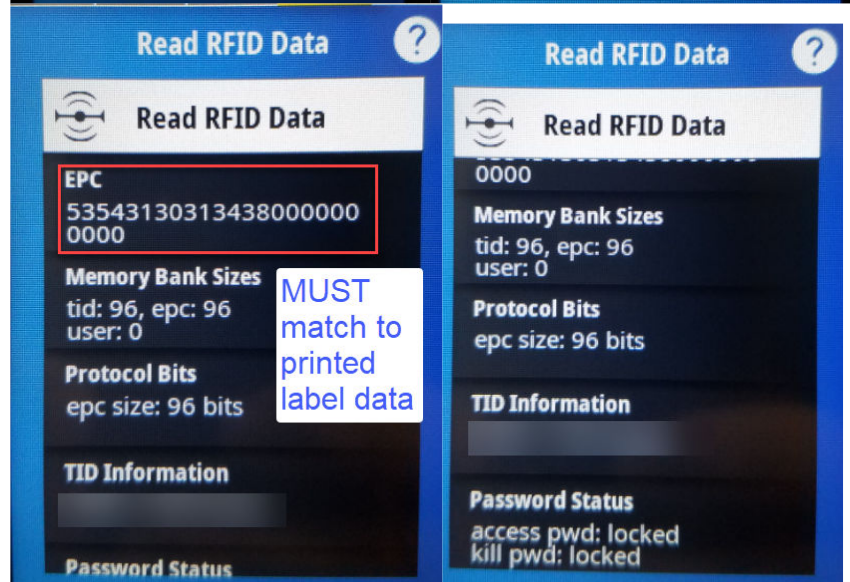 Read RFID Data
?
Read RFID Data
EPC
53543130313438000000
0000
Memory Bank Sizes
tid: 96, epc: 96
user: 0
Protocol Bits
epc size: 96 bits
TID Information
Password Status
MUST
match to
printed
label data
Read RFID Data
?
Read RFID Data
0000
Memory Bank Sizes
tid: 96, epc: 96
user: 0
Protocol Bits
epc size: 96 bits
TID Information
Password Status
access pwd: locked
kill pwd: locked